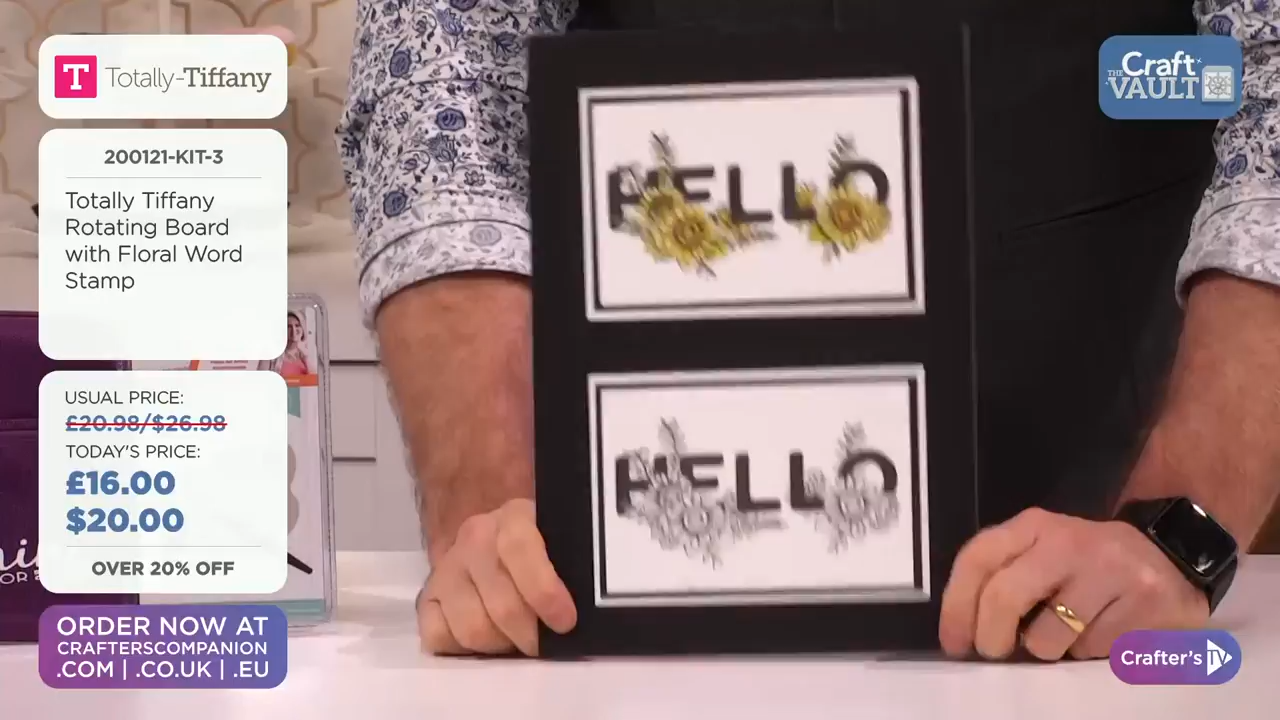 T Totally-Tiffany
200121-KIT-3
Totally Tiffany
Rotating Board
with Floral Word
Stamp
USUAL PRICE:
£20.98/$26.98
TODAY'S PRICE:
£16.00
$20.00
OVER 20% OFF
ORDER NOW AT
CRAFTERSCOMPANION
.COM | .CO.UK | .EU
HELLO
HELLO
THE Craft
VAULT
Crafter's TV